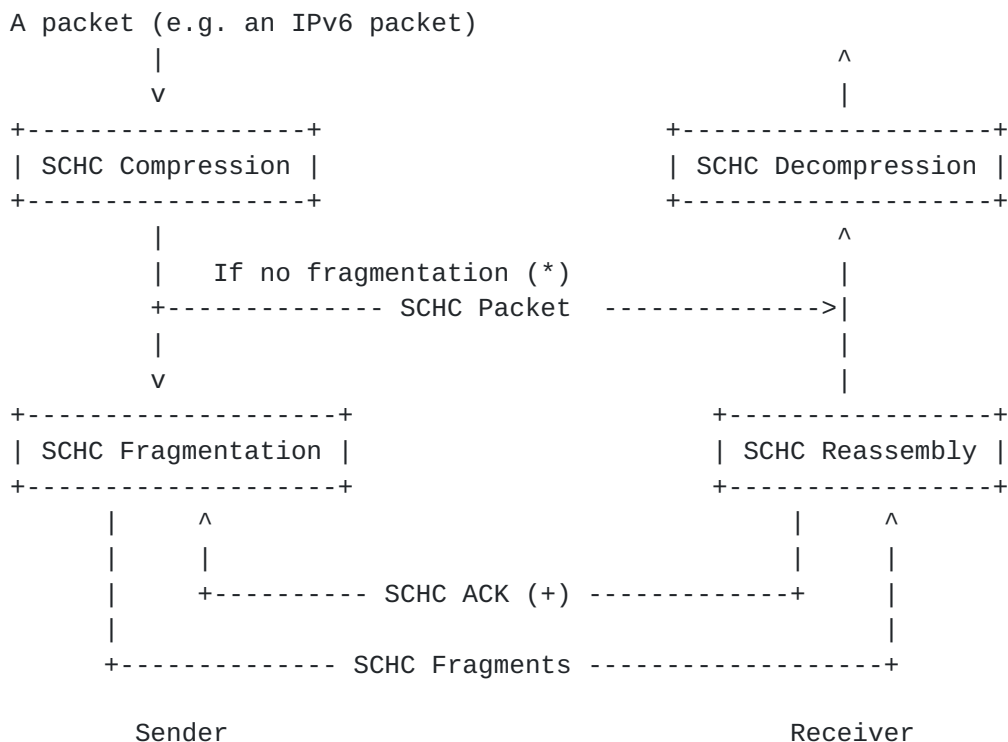 A packet (e.g. an IPv6 packet)
SCHC Compression SCHC Decompression
If no fragmentation (*)
SCHC Packet
SCHC Fragmentation SCHC Reassembly
SCHC ACK (+)
SCHC Fragments
Sender Receiver